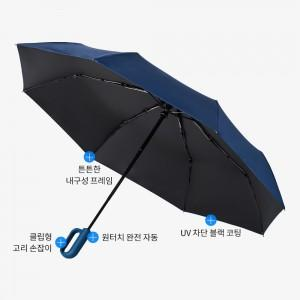 튼튼한
내구성 프레임
클립형
고리 손잡이
원터치 완전 자동
UV 차단 블랙 코팅